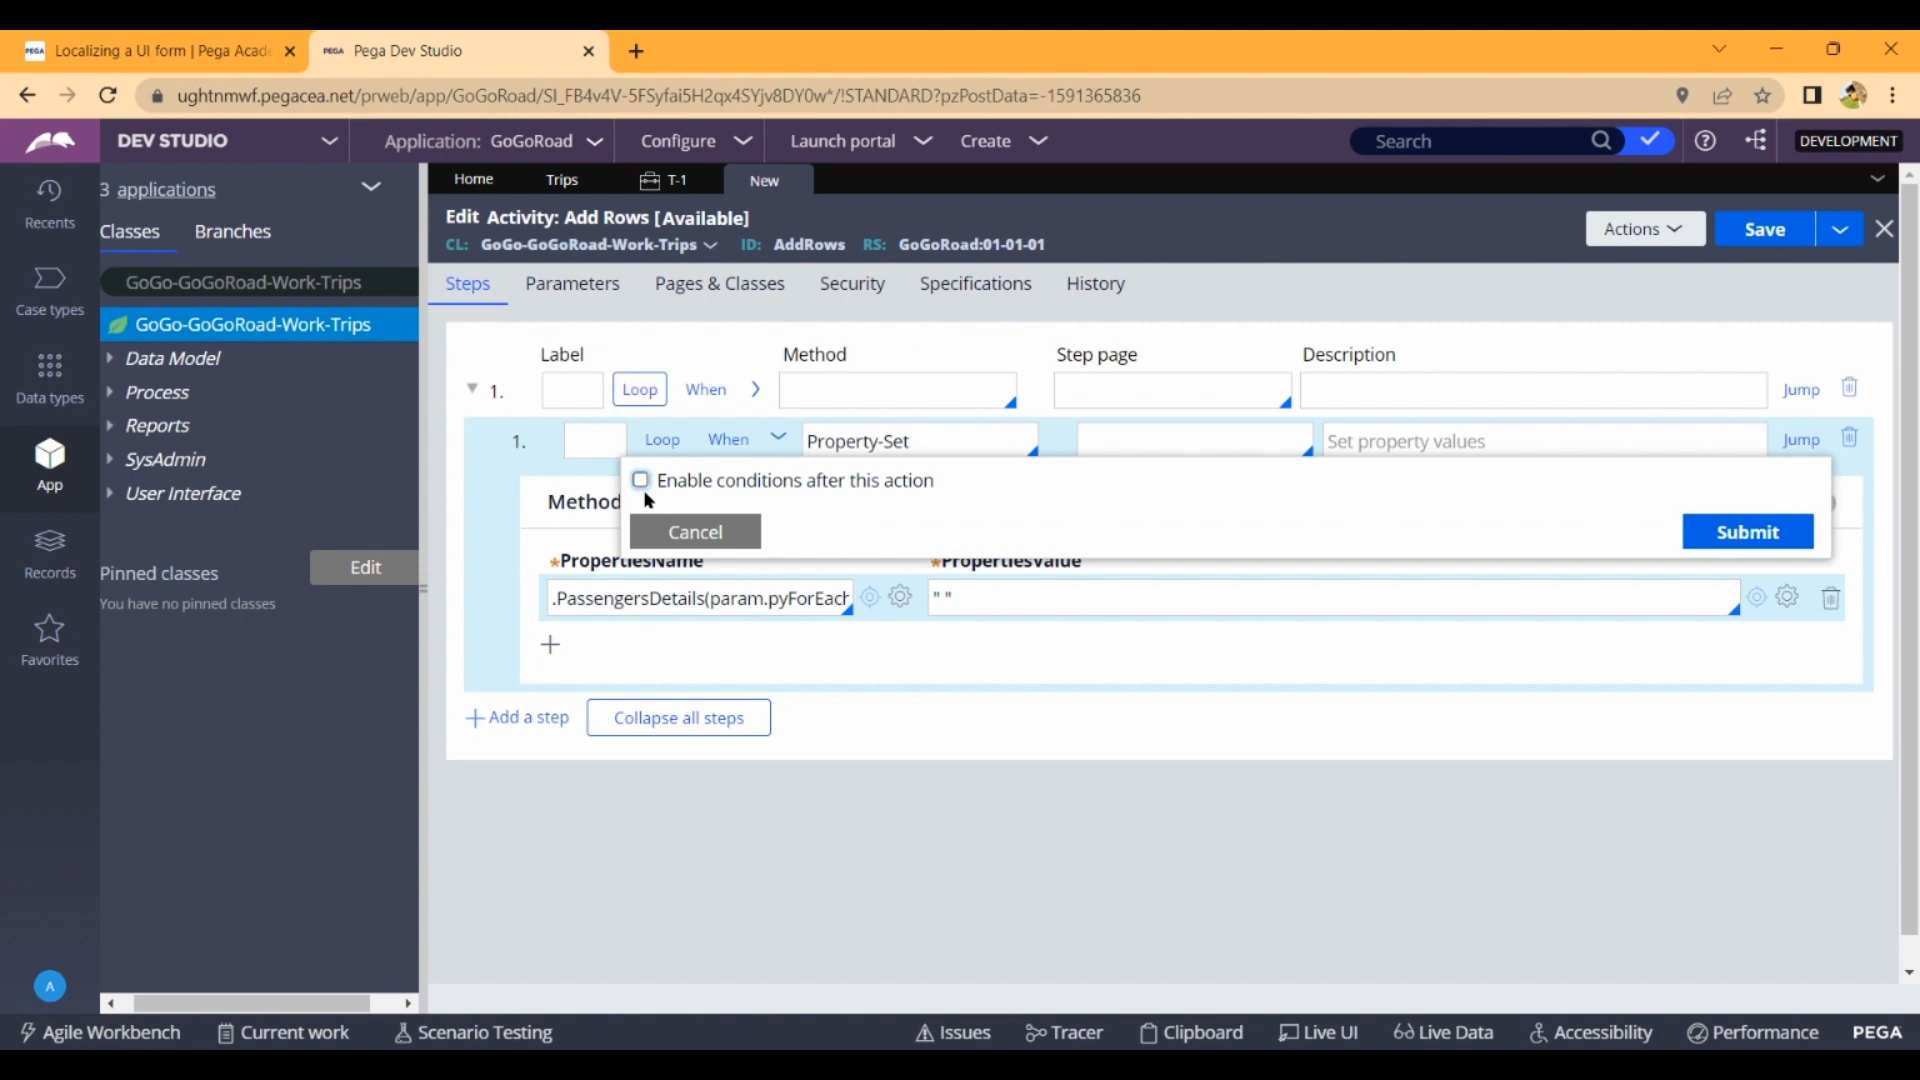 PEGA Localizing a UI form | Pega Acade
PEGA Pega Dev Studio
ughtnmwf.pegacea.net/prweb/app/GoGoRoad/SI_FB4v4V-5FSyfai5H2qx4SYjv8DY0w*/!STANDARD?pzPostData=-1591365836
DEV STUDIO
Application: GoGoRoad
Configure
Launch portal
Create
Search
DEVELOPMENT
Recents
Case types
Data types
App
Records
Favorites
A
3 applications
Classes Branches
GoGo-GoGoRoad-Work-Trips
GoGo-GoGoRoad-Work-Trips
Data Model
Process
Reports
SysAdmin
User Interface
Pinned classes Edit
You have no pinned classes
Home Trips T-1 New
Edit Activity: Add Rows [Available]
CL: GoGo-GoGoRoad-Work-Trips ID: AddRows RS: GoGoRoad:01-01-01
Actions Save
Steps Parameters Pages & Classes Security Specifications History
Label Method Step page Description
1. Loop When Jump
1. Loop When Property-Set Set property values Jump
Enable conditions after this action
Method
Cancel Submit
*PropertiesName *PropertiesValue
.PassengersDetails(param.pyForEach " "
Add a step Collapse all steps
Agile Workbench Current work Scenario Testing Issues Tracer Clipboard Live UI Live Data Accessibility Performance PEGA